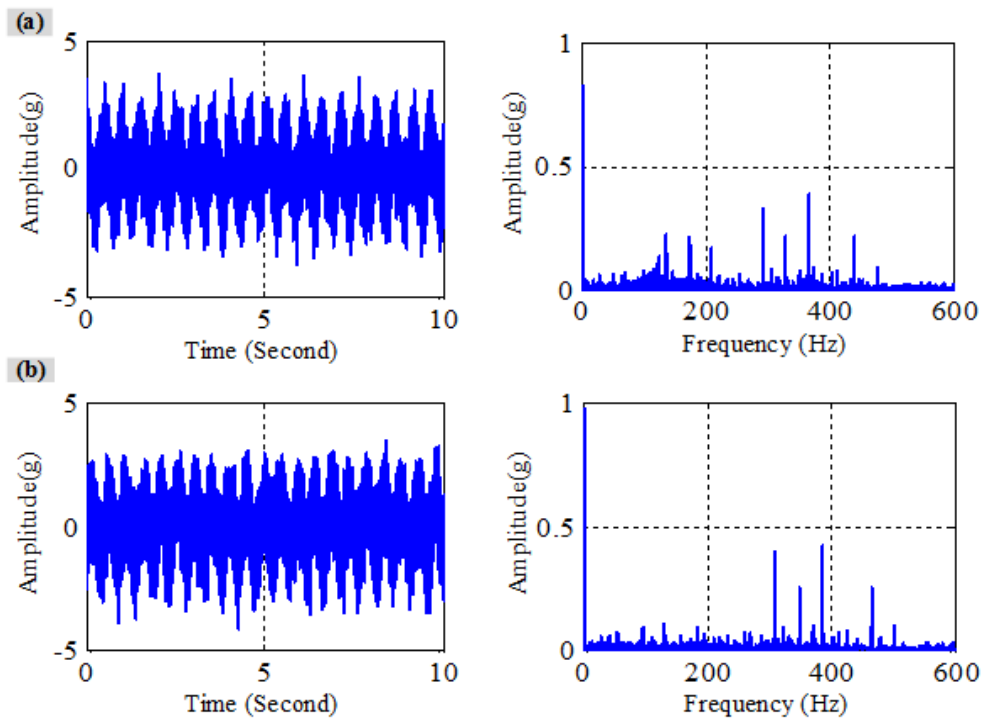 (a)
5
0
-5
Amplitude(g)
0 5 10
Time (Second)
1
0.5
0
Amplitude(g)
0 200 400 600
Frequency (Hz)
(b)
5
0
-5
Amplitude(g)
0 5 10
Time (Second)
1
0.5
0
Amplitude(g)
0 200 400 600
Frequency (Hz)